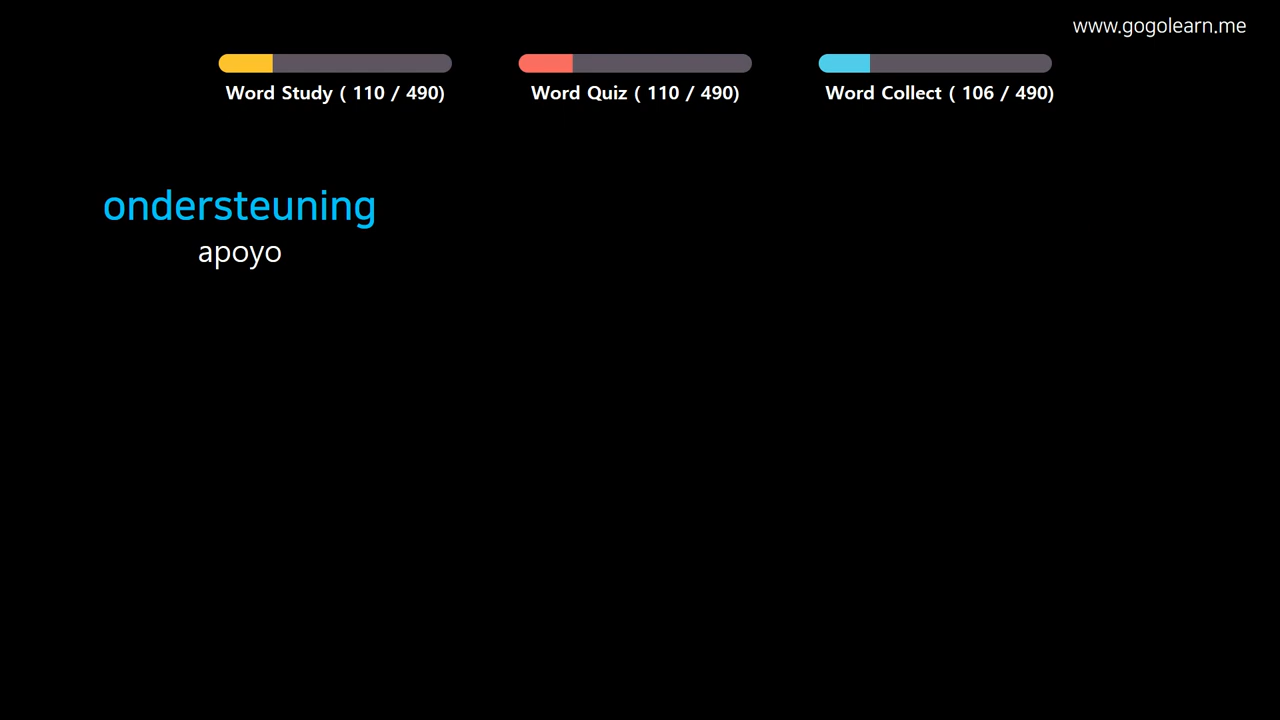 www.gogolearn.me
Word Study ( 110 / 490)
Word Quiz ( 110 / 490)
Word Collect ( 106 / 490)
ondersteuning
apoyo